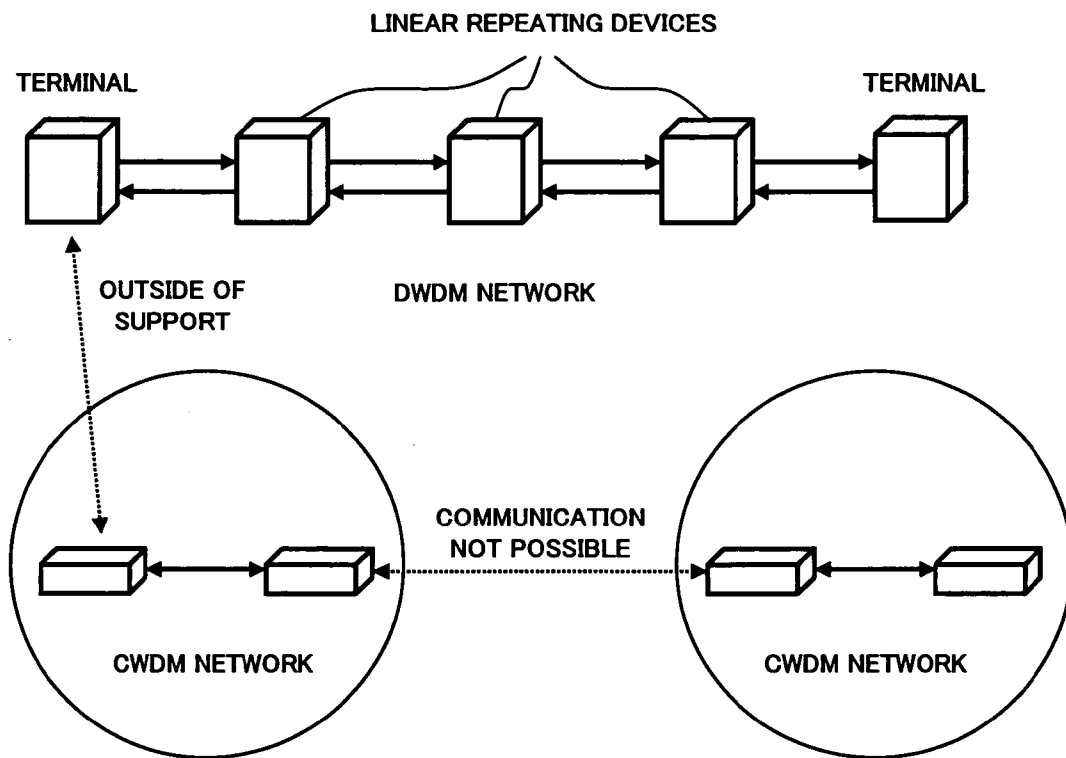 LINEAR REPEATING DEVICES
TERMINAL
TERMINAL
OUTSIDE OF
SUPPORT
DWDM NETWORK
COMMUNICATION
NOT POSSIBLE
CWDM NETWORK
CWDM NETWORK